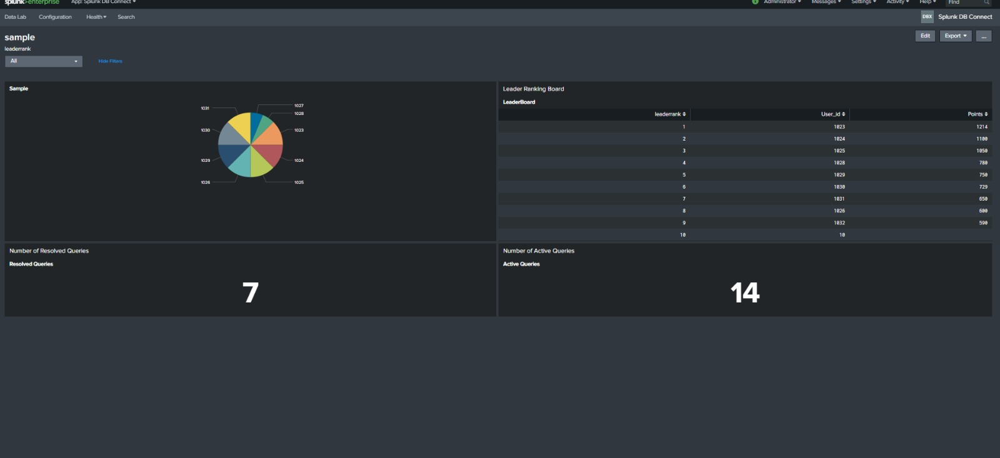 splunk>enterprise App: Splunk DB Connect Administrator Messages Settings Activity Help Find
Data Lab Configuration Health Search DBX Splunk DB Connect
sample Edit Export ...
leaderrank
All Hide Filters
Sample
1031 1027
1028
1030 1023
1029 1024
1026 1025
Leader Ranking Board
LeaderBoard
leaderrank User_id Points
1 1023 1214
2 1024 1100
3 1025 1050
4 1028 780
5 1029 750
6 1030 729
7 1031 650
8 1026 600
9 1032 590
10 10
Number of Resolved Queries
Resolved Queries
7
Number of Active Queries
Active Queries
14